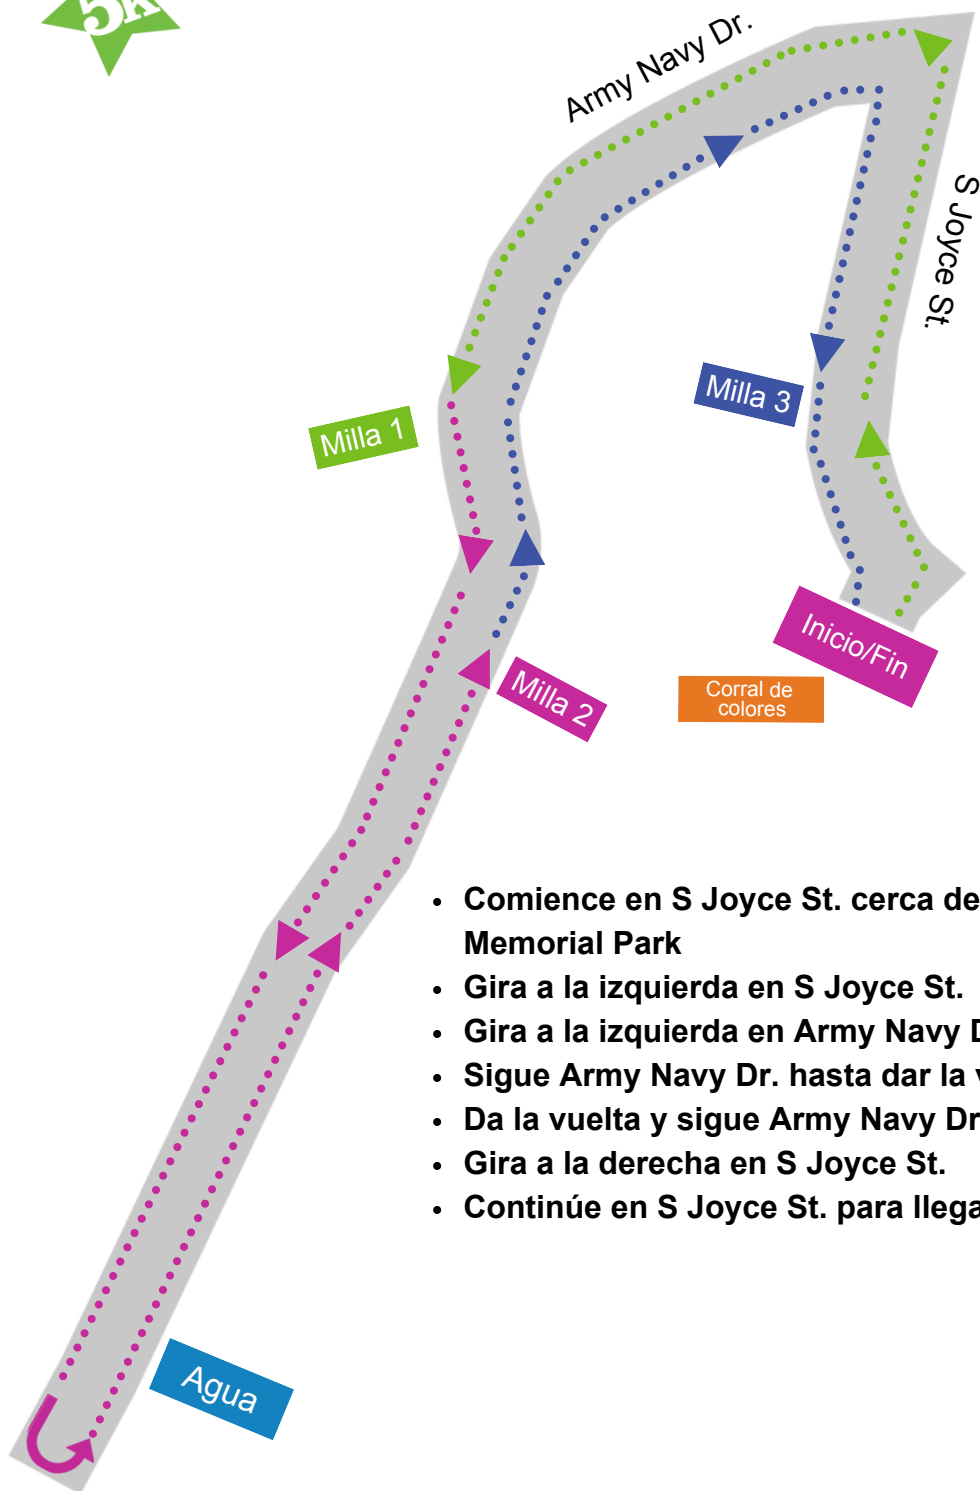 5K
Army Navy Dr.
S Joyce St.
Milla 3
Milla 1
Inicio/Fin
Milla 2
Corral de
colores
• Comience en S Joyce St. cerca de
Memorial Park
• Gira a la izquierda en S Joyce St.
• Gira a la izquierda en Army Navy
• Sigue Army Navy Dr. hasta dar la
• Da la vuelta y sigue Army Navy Dr
• Gira a la derecha en S Joyce St.
• Continúe en S Joyce St. para
Agua